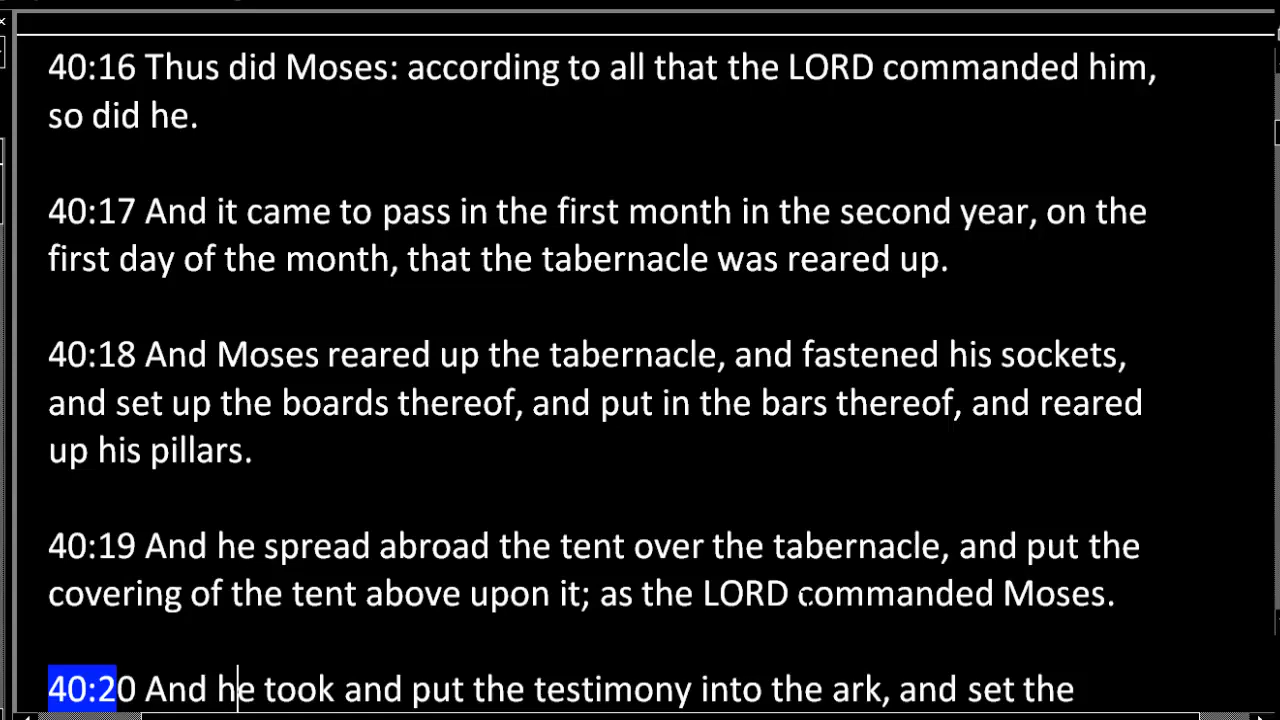 40:16 Thus did Moses: according to all that the LORD commanded him,
so did he.
40:17 And it came to pass in the first month in the second year, on the
first day of the month, that the tabernacle was reared up.
40:18 And Moses reared up the tabernacle, and fastened his sockets,
and set up the boards thereof, and put in the bars thereof, and reared
up his pillars.
40:19 And he spread abroad the tent over the tabernacle, and put the
covering of the tent above upon it; as the LORD commanded Moses.
40:20 And he took and put the testimony into the ark, and set the